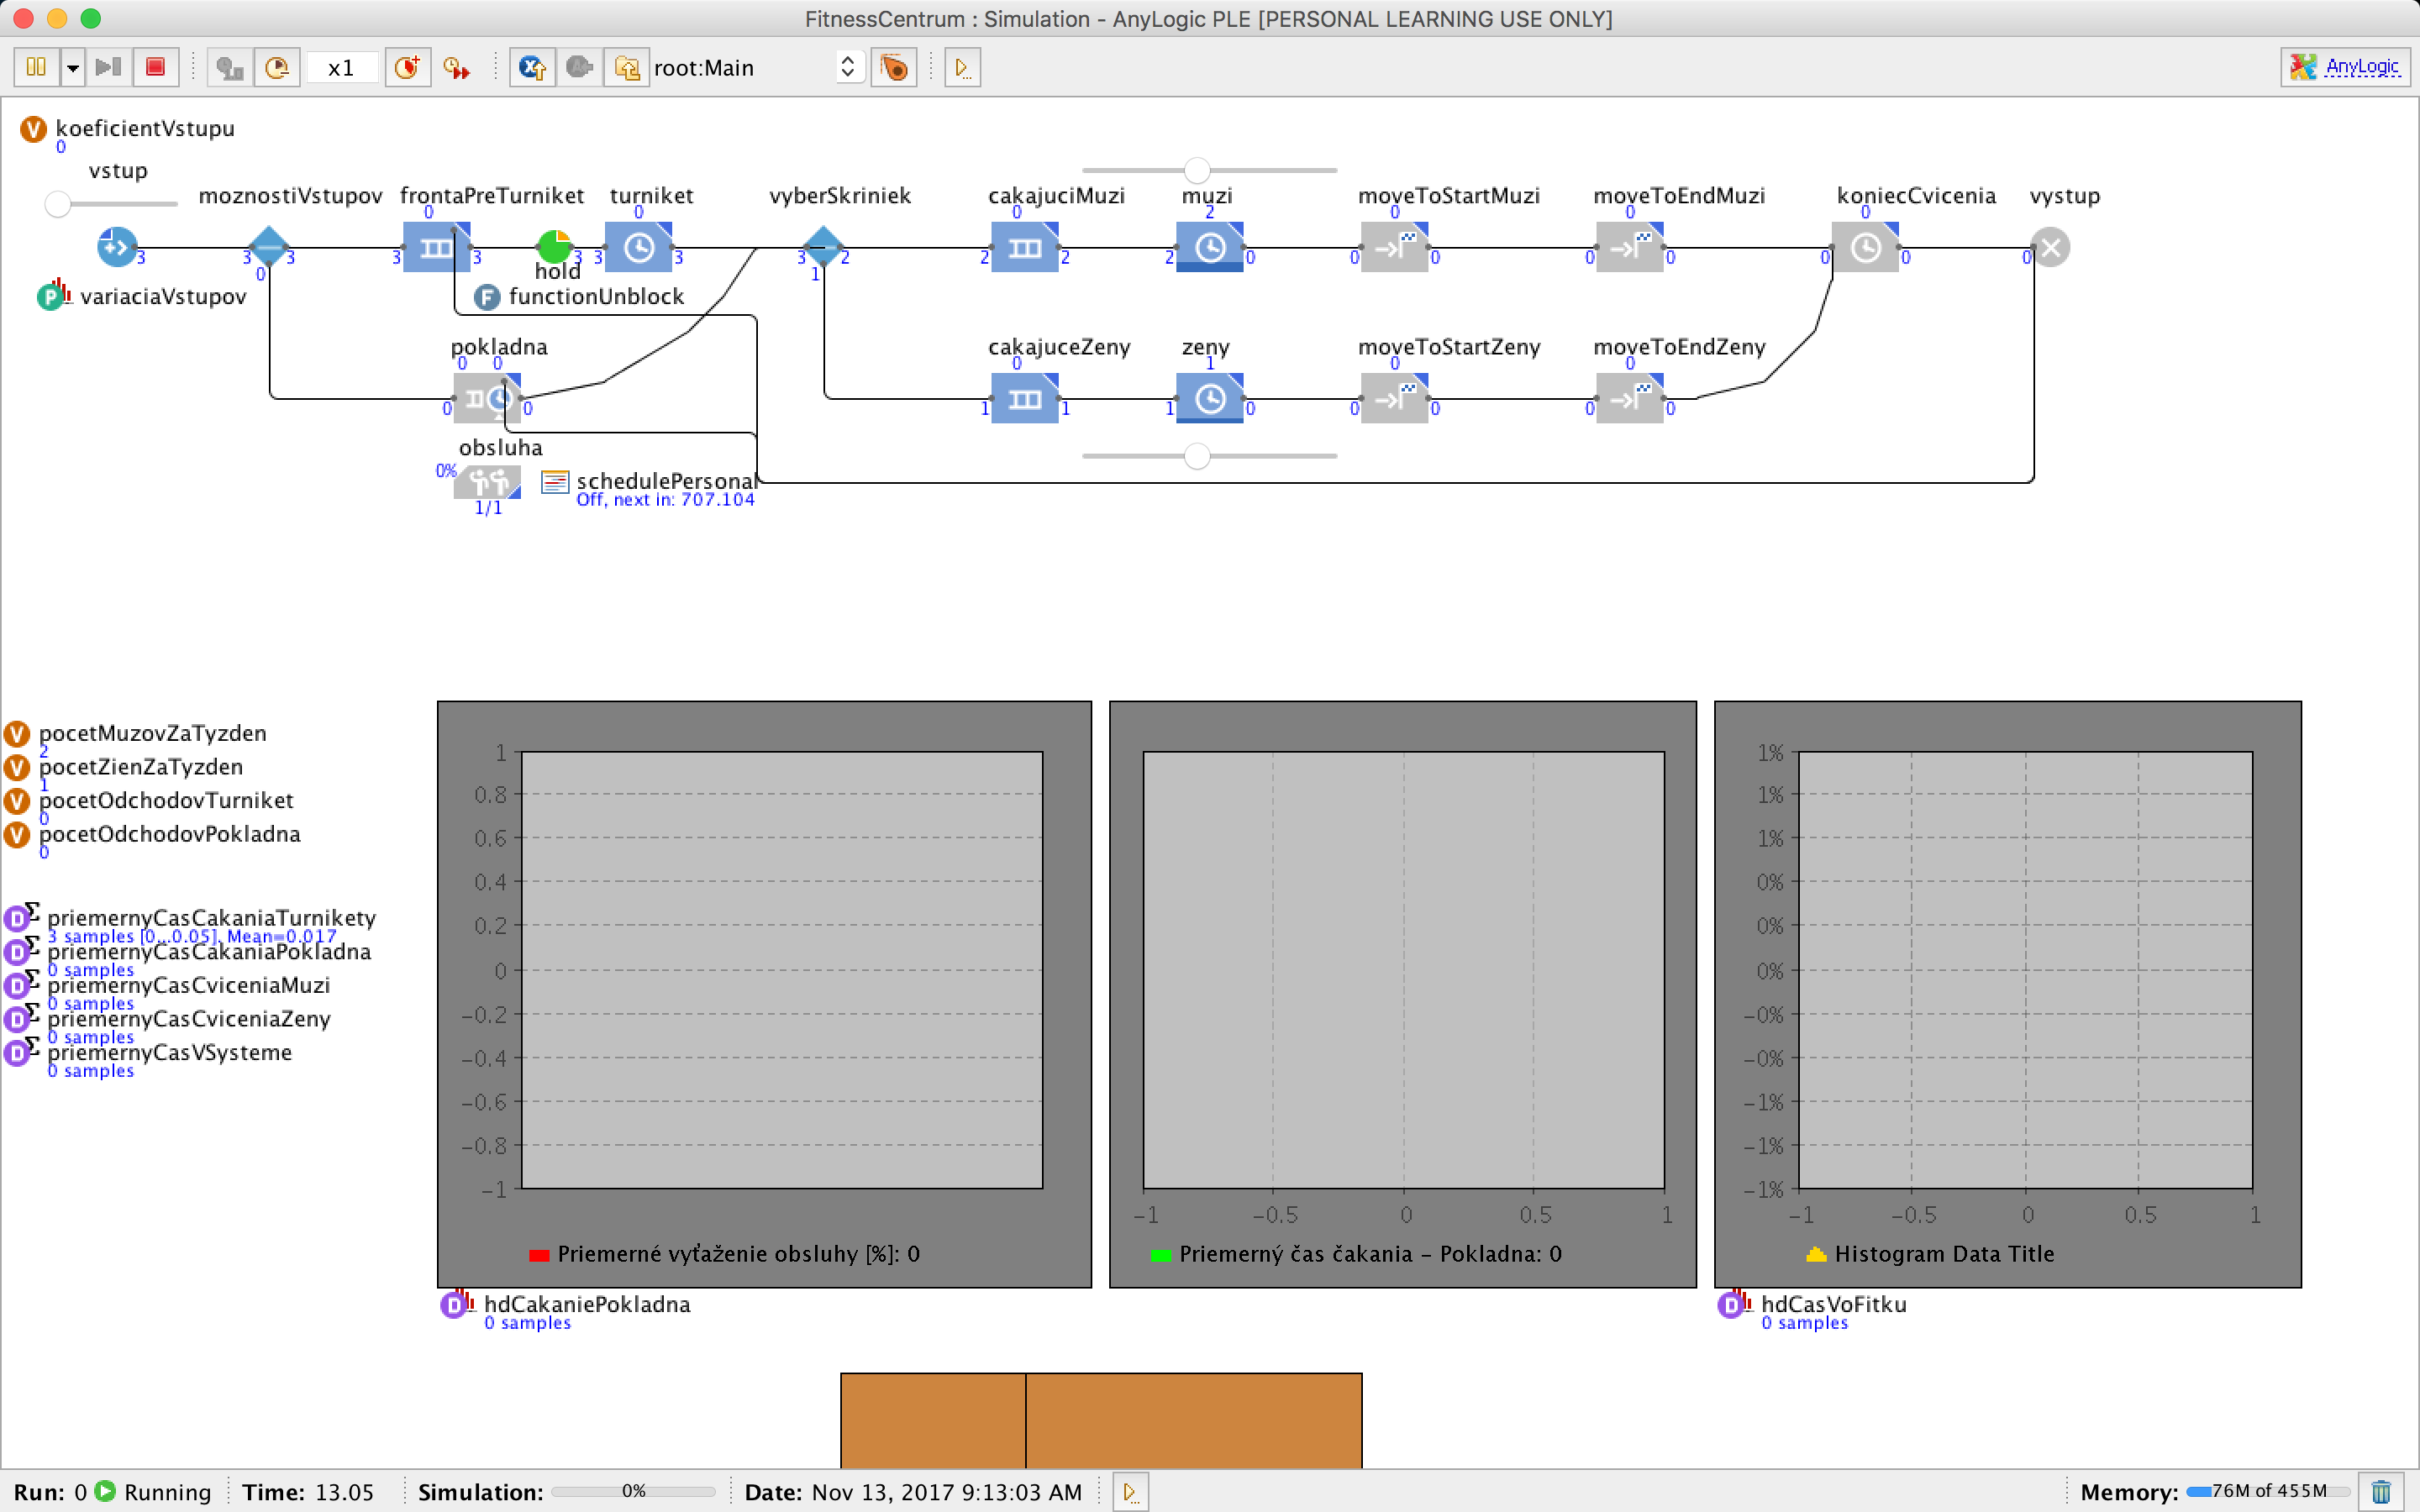 FitnessCentrum : Simulation - AnyLogic PLE [PERSONAL LEARNING USE ONLY]
x1 root:Main AnyLogic
koeficientVstupu
0
vstup
moznostiVstupov frontaPreTurniket turniket vyberSkriniek cakajuciMuzi muzi moveToStartMuzi moveToEndMuzi koniecCvicenia vystup
0 0 0 2 0 0 0
3 3 3 3 3 3 3 3 3 2 2 2 2 0 0 0 0 0 0 0 0
0 1
hold
variaciaVstupov functionUnblock
pokladna cakajuceZeny zeny moveToStartZeny moveToEndZeny
0 0 0 1 0 0
0 0 1 1 1 0 0 0 0 0
obsluha
0%
schedulePersonal
Off, next in: 707.104
1/1
pocetMuzovZaTyzden
2
pocetZienZaTyzden
1
pocetOdchodovTurniket
0
pocetOdchodovPokladna
0
priemernyCasCakaniaTurnikety
3 samples [0...0.05]. Mean=0.017
priemernyCasCakaniaPokladna
0 samples
priemernyCasCviceniaMuzi
0 samples
priemernyCasCviceniaZeny
0 samples
priemernyCasVSysteme
0 samples
1
0.8
0.6
0.4
0.2
0
-0.2
-0.4
-0.6
-0.8
-1
Priemerné vyťaženie obsluhy [%]: 0
-1 -0.5 0 0.5 1
Priemerný čas čakania - Pokladna: 0
1%
1%
1%
0%
0%
0%
-0%
-0%
-1%
-1%
-1%
-1 -0.5 0 0.5 1
Histogram Data Title
hdCakaniePokladna
0 samples
hdCasVoFitku
0 samples
Run: 0 Running Time: 13.05 Simulation: 0% Date: Nov 13, 2017 9:13:03 AM Memory: 76M of 455M